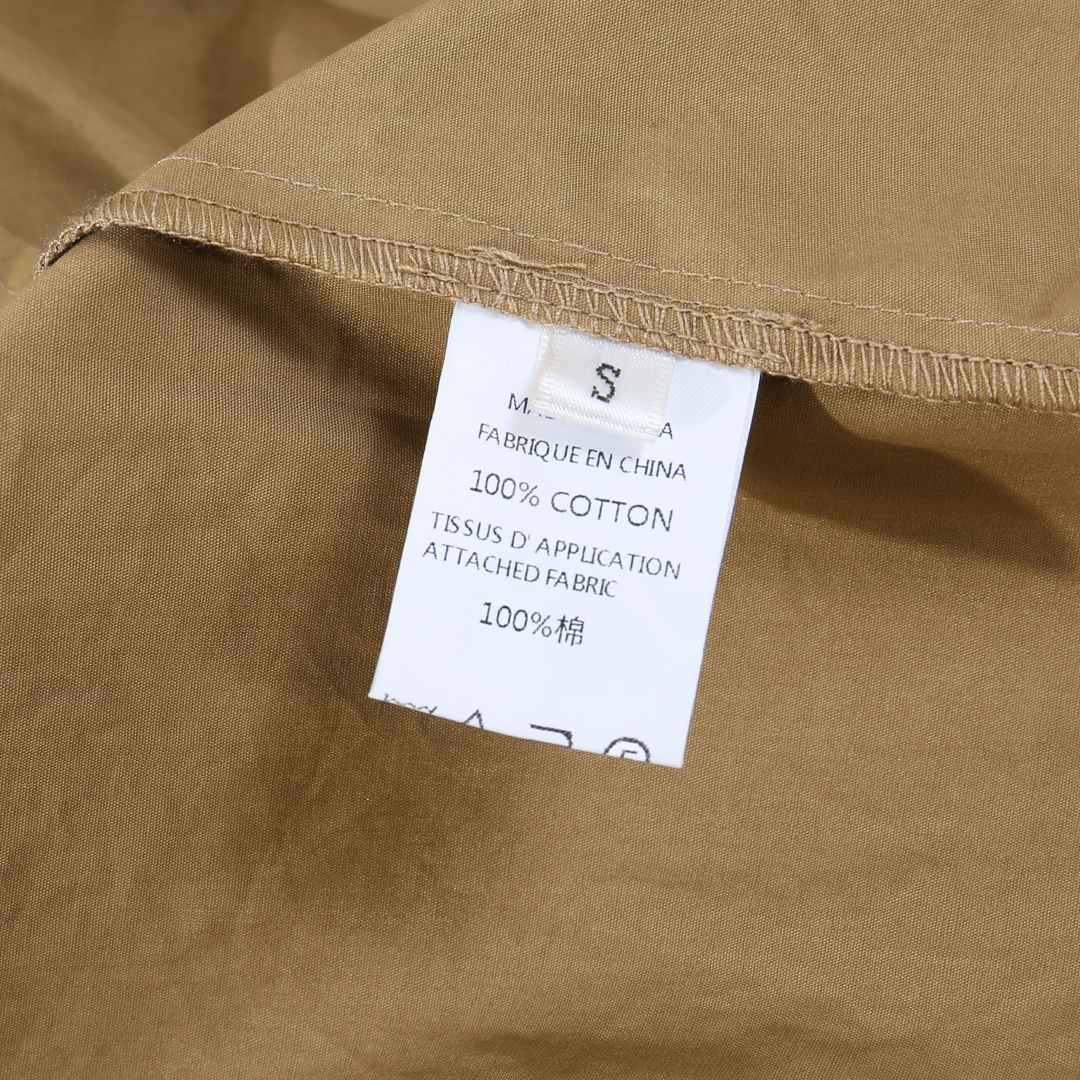 S
FABRIQUE EN CHINA
100% COTTON
TISSUS D' APPLICATION
ATTACHED FABRIC
100%棉